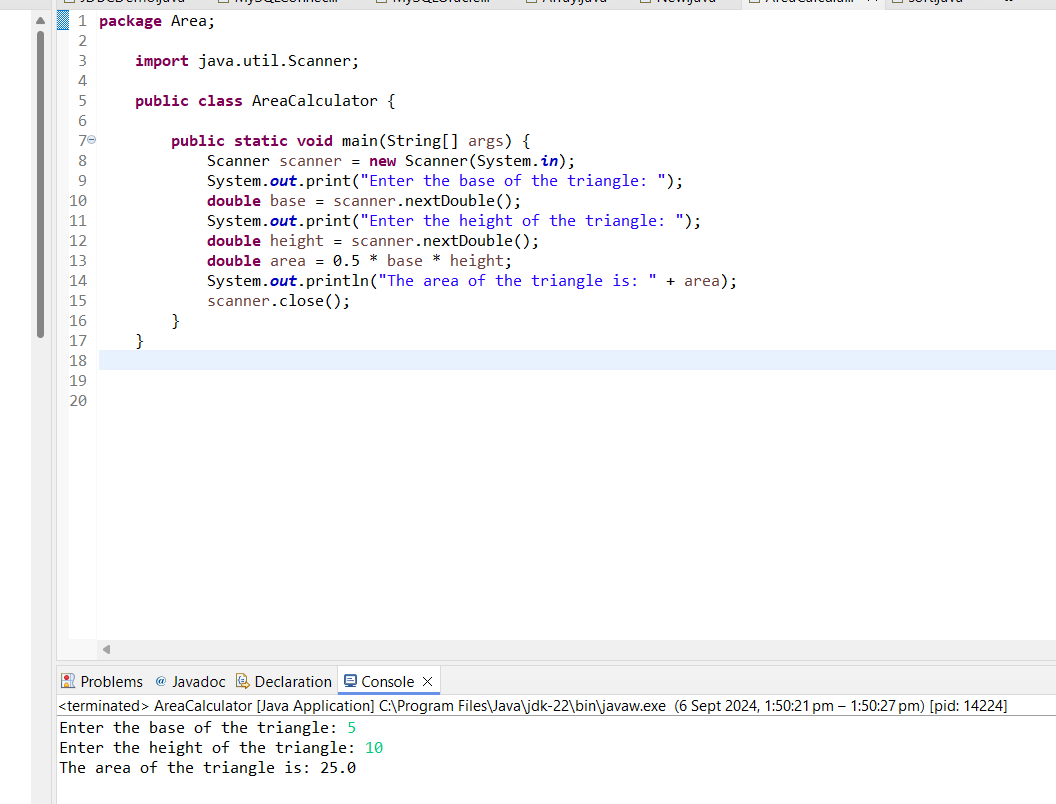 1 package Area;
2
3 import java.util.Scanner;
4
5 public class AreaCalculator {
6
7 public static void main(String[] args) {
8 Scanner scanner = new Scanner(System.in);
9 System.out.print("Enter the base of the triangle: ");
10 double base = scanner.nextDouble();
11 System.out.print("Enter the height of the triangle: ");
12 double height = scanner.nextDouble();
13 double area = 0.5 * base * height;
14 System.out.println("The area of the triangle is: " + area);
15 scanner.close();
16 }
17 }
18
19
20
Problems @ Javadoc Declaration Console
<terminated> AreaCalculator [Java Application] C:\Program Files\Java\jdk-22\bin\javaw.exe (6 Sept 2024, 1:50:21 pm – 1:50:27 pm) [pid: 14224]
Enter the base of the triangle: 5
Enter the height of the triangle: 10
The area of the triangle is: 25.0